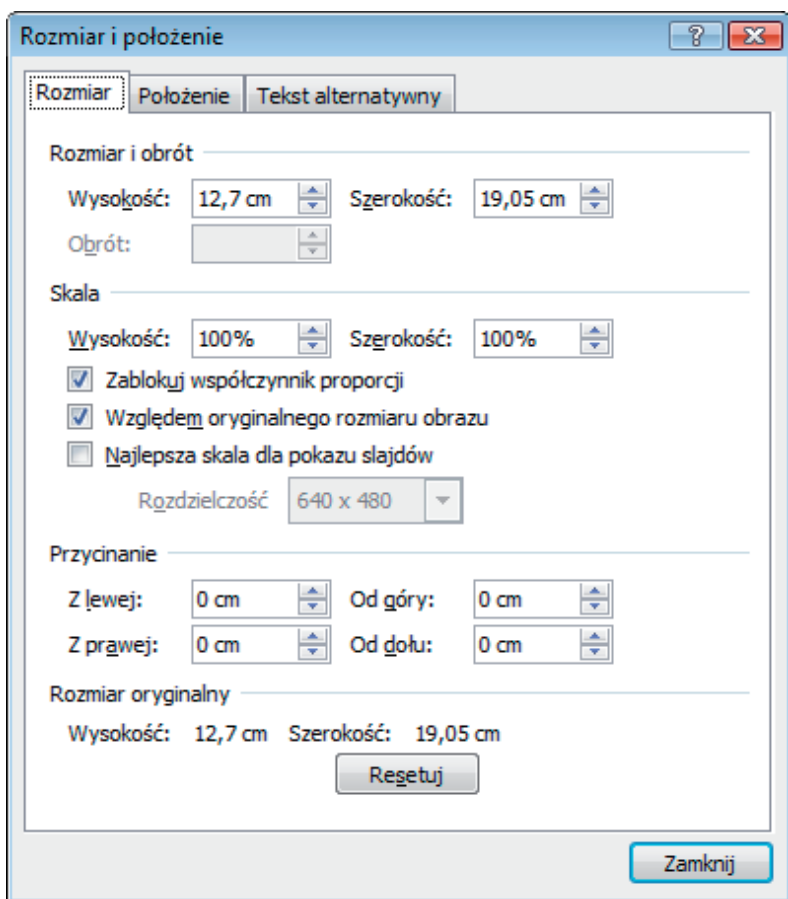 Rozmiar i położenie
Rozmiar Położenie Tekst alternatywny
Rozmiar i obrót
Wysokość: 12,7 cm Szerokość: 19,05 cm
Obrót:
Skala
Wysokość: 100% Szerokość: 100%
Zablokuj współczynnik proporcji
Względem oryginalnego rozmiaru obrazu
Najlepsza skala dla pokazu slajdów
Rozdzielczość 640 x 480
Przycinanie
Z lewej: 0 cm Od góry: 0 cm
Z prawej: 0 cm Od dołu: 0 cm
Rozmiar oryginalny
Wysokość: 12,7 cm Szerokość: 19,05 cm
Resetuj
Zamknij